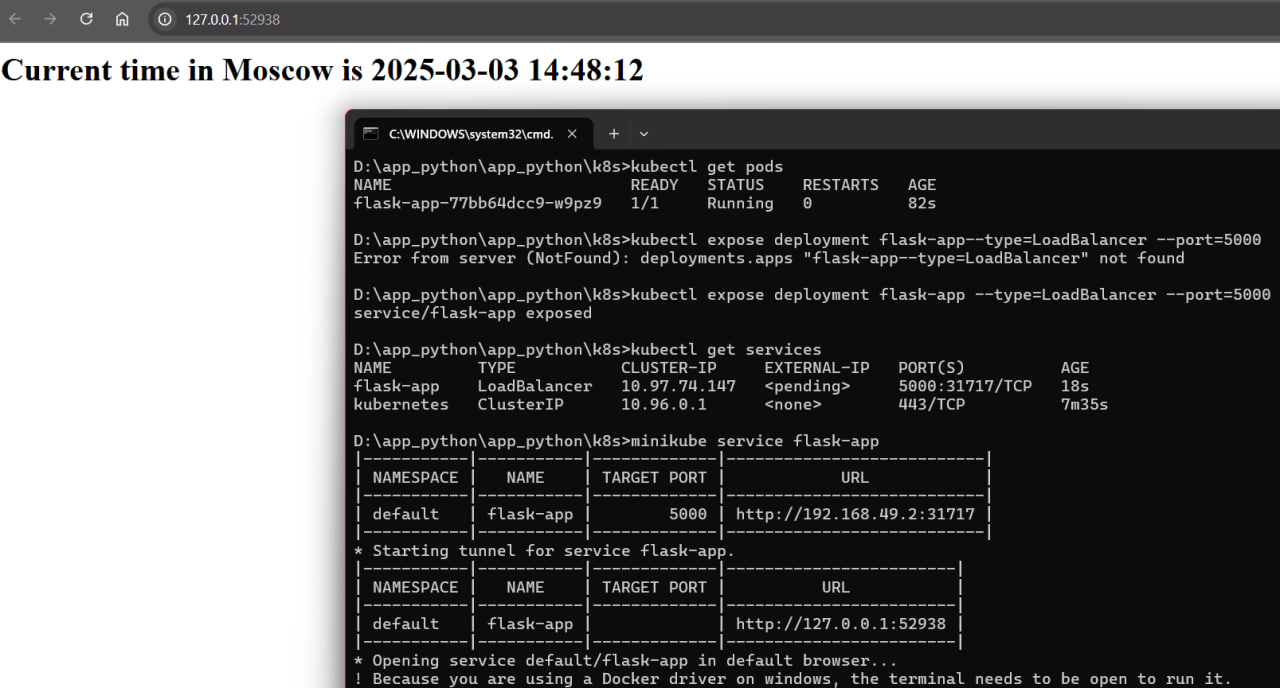 127.0.0.1:52938
Current time in Moscow is 2025-03-03 14:48:12
C:\WINDOWS\system32\cmd.
D:\app_python\app_python\k8s>kubectl get pods
NAME                         READY   STATUS    RESTARTS   AGE
flask-app-77bb64dcc9-w9pz9   1/1     Running   0          82s
D:\app_python\app_python\k8s>kubectl expose deployment flask-app--type=LoadBalancer --port=5000
Error from server (NotFound): deployments.apps "flask-app--type=LoadBalancer" not found
D:\app_python\app_python\k8s>kubectl expose deployment flask-app --type=LoadBalancer --port=5000
service/flask-app exposed
D:\app_python\app_python\k8s>kubectl get services
NAME         TYPE           CLUSTER-IP     EXTERNAL-IP   PORT(S)          AGE
flask-app    LoadBalancer   10.97.74.147   <pending>     5000:31717/TCP   18s
kubernetes   ClusterIP      10.96.0.1      <none>        443/TCP          7m35s
D:\app_python\app_python\k8s>minikube service flask-app
|-----------|-----------|-------------|---------------------------|
| NAMESPACE |   NAME    | TARGET PORT |            URL            |
|-----------|-----------|-------------|---------------------------|
| default   | flask-app |        5000 | http://192.168.49.2:31717 |
|-----------|-----------|-------------|---------------------------|
* Starting tunnel for service flask-app.
|-----------|-----------|-------------|------------------------|
| NAMESPACE |   NAME    | TARGET PORT |          URL           |
|-----------|-----------|-------------|------------------------|
| default   | flask-app |             | http://127.0.0.1:52938 |
|-----------|-----------|-------------|------------------------|
* Opening service default/flask-app in default browser...
! Because you are using a Docker driver on windows, the terminal needs to be open to run it.